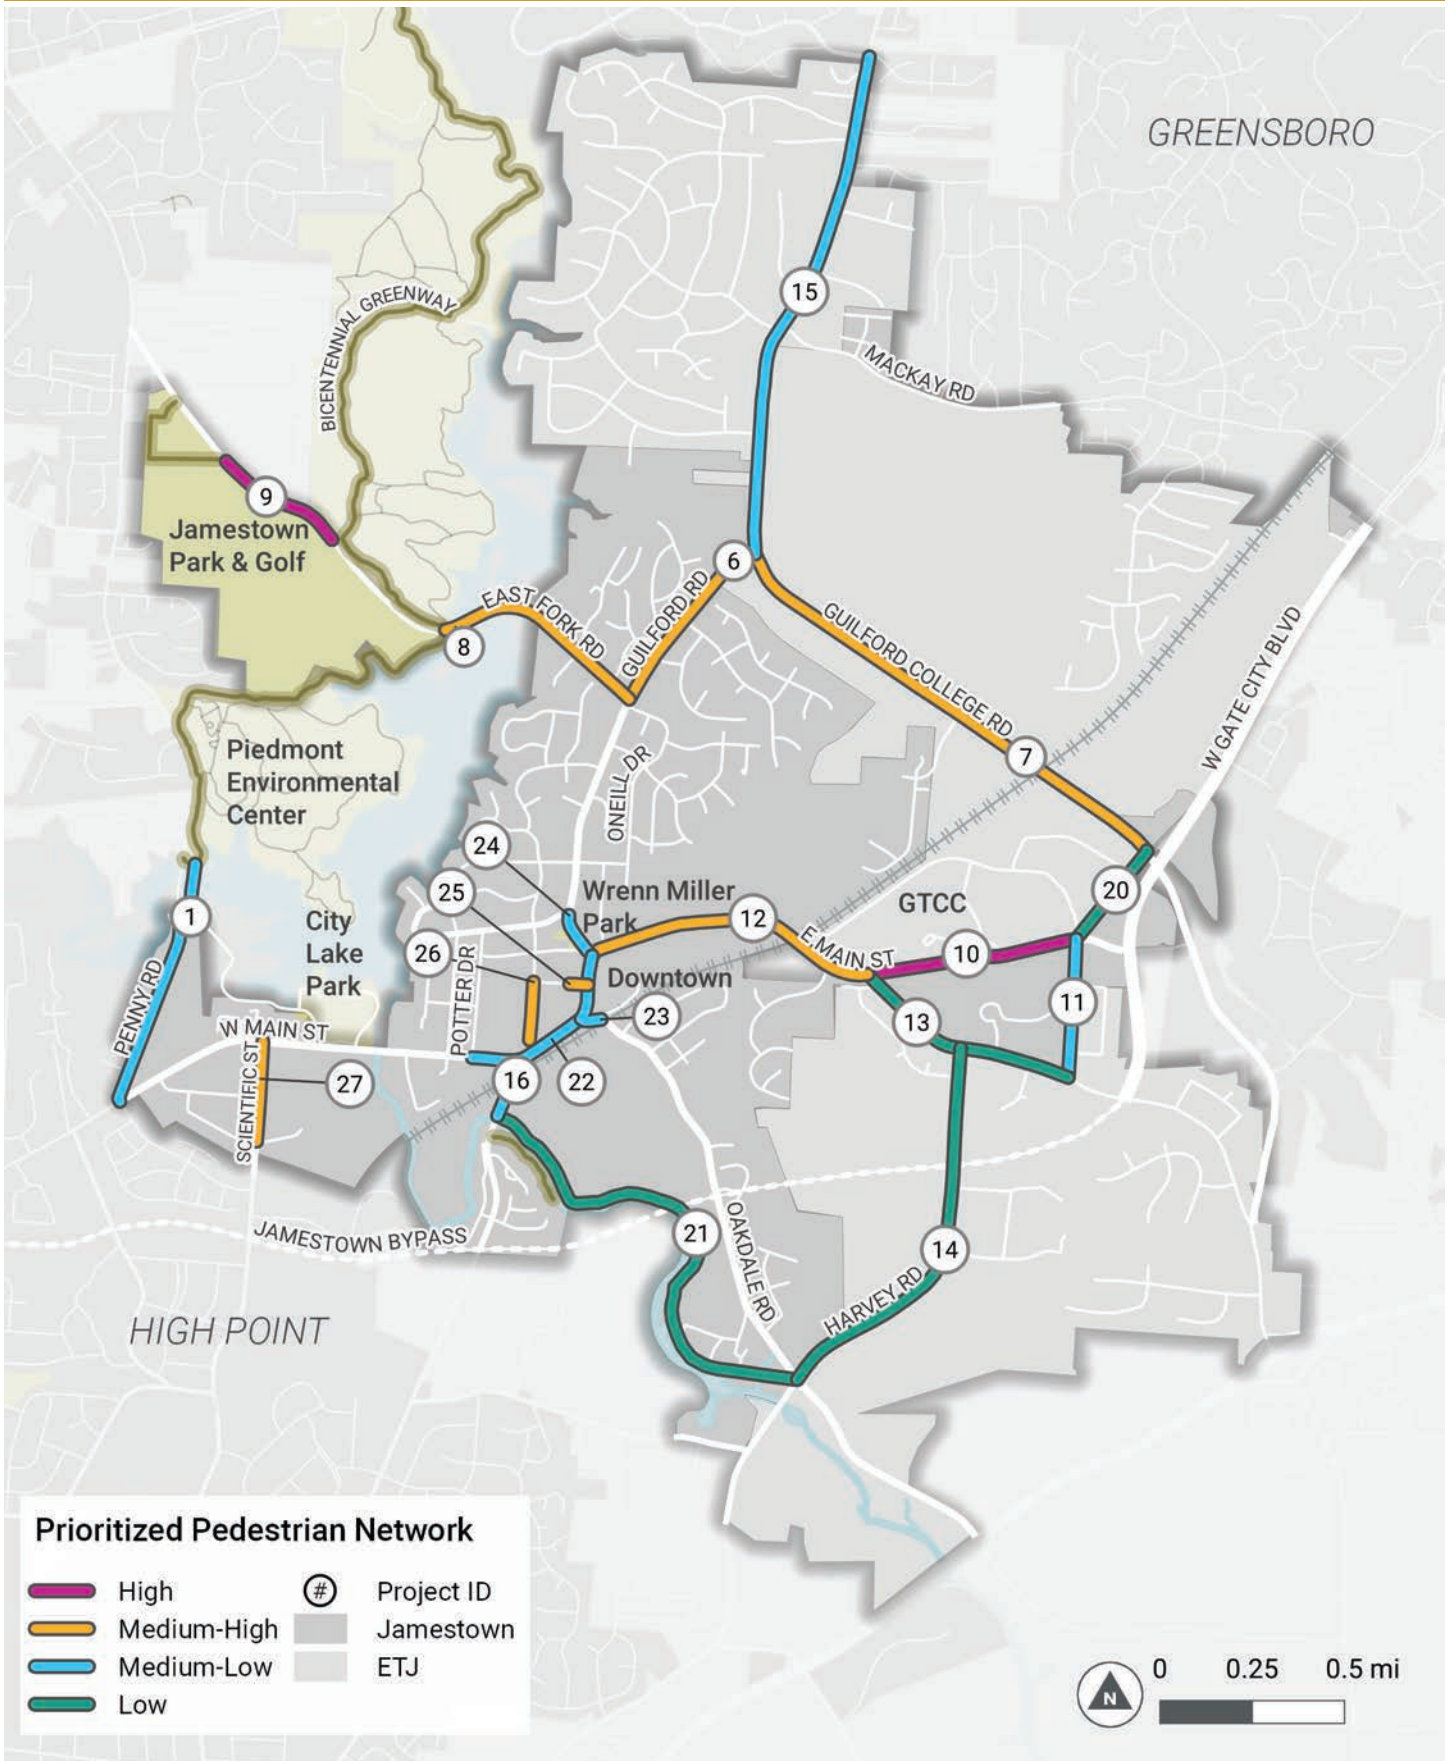 GREENSBORO
15
BICENTENNIAL GREENWAY
MACKAY RD
9
Jamestown
Park & Golf
6
EAST FORK RD
GUILFORD RD
GUILFORD COLLEGE RD
8
W GATE CITY BLVD
7
Piedmont
Environmental
Center
ONEILL DR
24
25
Wrenn Miller
Park
12
GTCC
20
1
City
Lake
Park
26
E MAIN ST
10
POTTER DR
Downtown
11
PENNY RD
23
13
W MAIN ST
SCIENTIFIC ST
27
16
22
JAMESTOWN BYPASS
OAKDALE RD
21
14
HARVEY RD
HIGH POINT
Prioritized Pedestrian Network
High
Medium-High
Medium-Low
Low
# Project ID
Jamestown
ETJ
N
0 0.25 0.5 mi